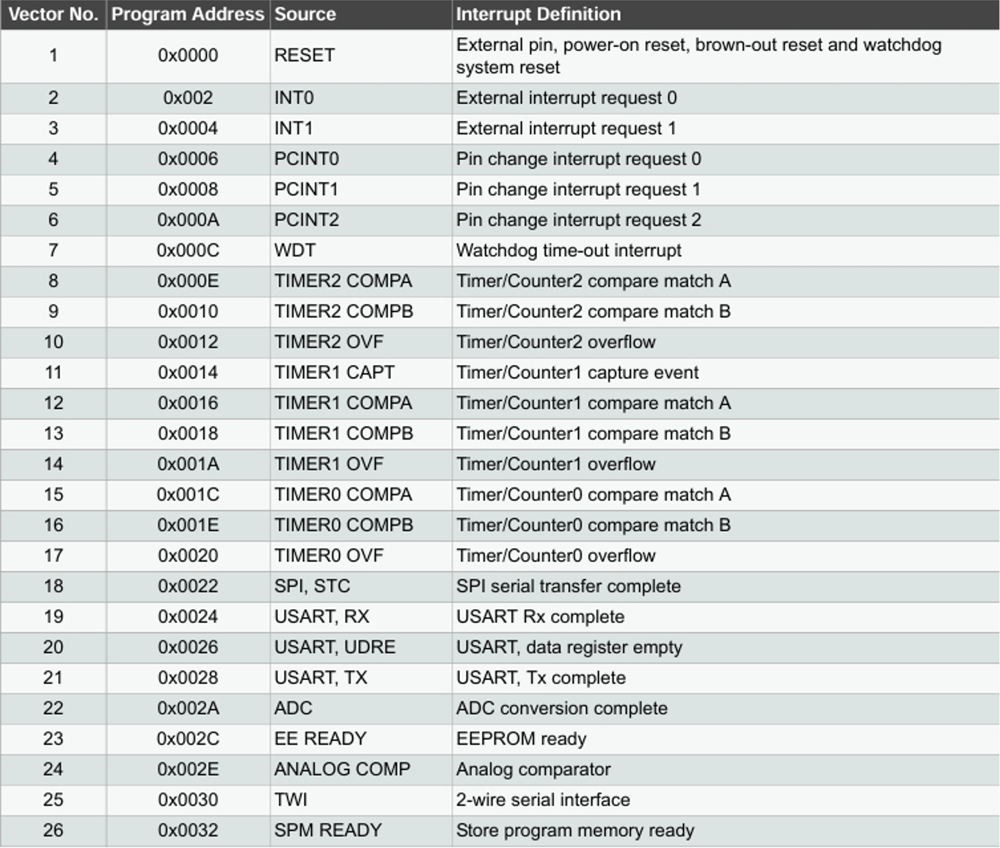 Vector No. Program Address Source Interrupt Definition
1 0x0000 RESET External pin, power-on reset, brown-out reset and watchdog
system reset
2 0x002 INT0 External interrupt request 0
3 0x0004 INT1 External interrupt request 1
4 0x0006 PCINT0 Pin change interrupt request 0
5 0x0008 PCINT1 Pin change interrupt request 1
6 0x000A PCINT2 Pin change interrupt request 2
7 0x000C WDT Watchdog time-out interrupt
8 0x000E TIMER2 COMPA Timer/Counter2 compare match A
9 0x0010 TIMER2 COMPB Timer/Counter2 compare match B
10 0x0012 TIMER2 OVF Timer/Counter2 overflow
11 0x0014 TIMER1 CAPT Timer/Counter1 capture event
12 0x0016 TIMER1 COMPA Timer/Counter1 compare match A
13 0x0018 TIMER1 COMPB Timer/Counter1 compare match B
14 0x001A TIMER1 OVF Timer/Counter1 overflow
15 0x001C TIMER0 COMPA Timer/Counter0 compare match A
16 0x001E TIMER0 COMPB Timer/Counter0 compare match B
17 0x0020 TIMER0 OVF Timer/Counter0 overflow
18 0x0022 SPI, STC SPI serial transfer complete
19 0x0024 USART, RX USART Rx complete
20 0x0026 USART, UDRE USART, data register empty
21 0x0028 USART, TX USART, Tx complete
22 0x002A ADC ADC conversion complete
23 0x002C EE READY EEPROM ready
24 0x002E ANALOG COMP Analog comparator
25 0x0030 TWI 2-wire serial interface
26 0x0032 SPM READY Store program memory ready